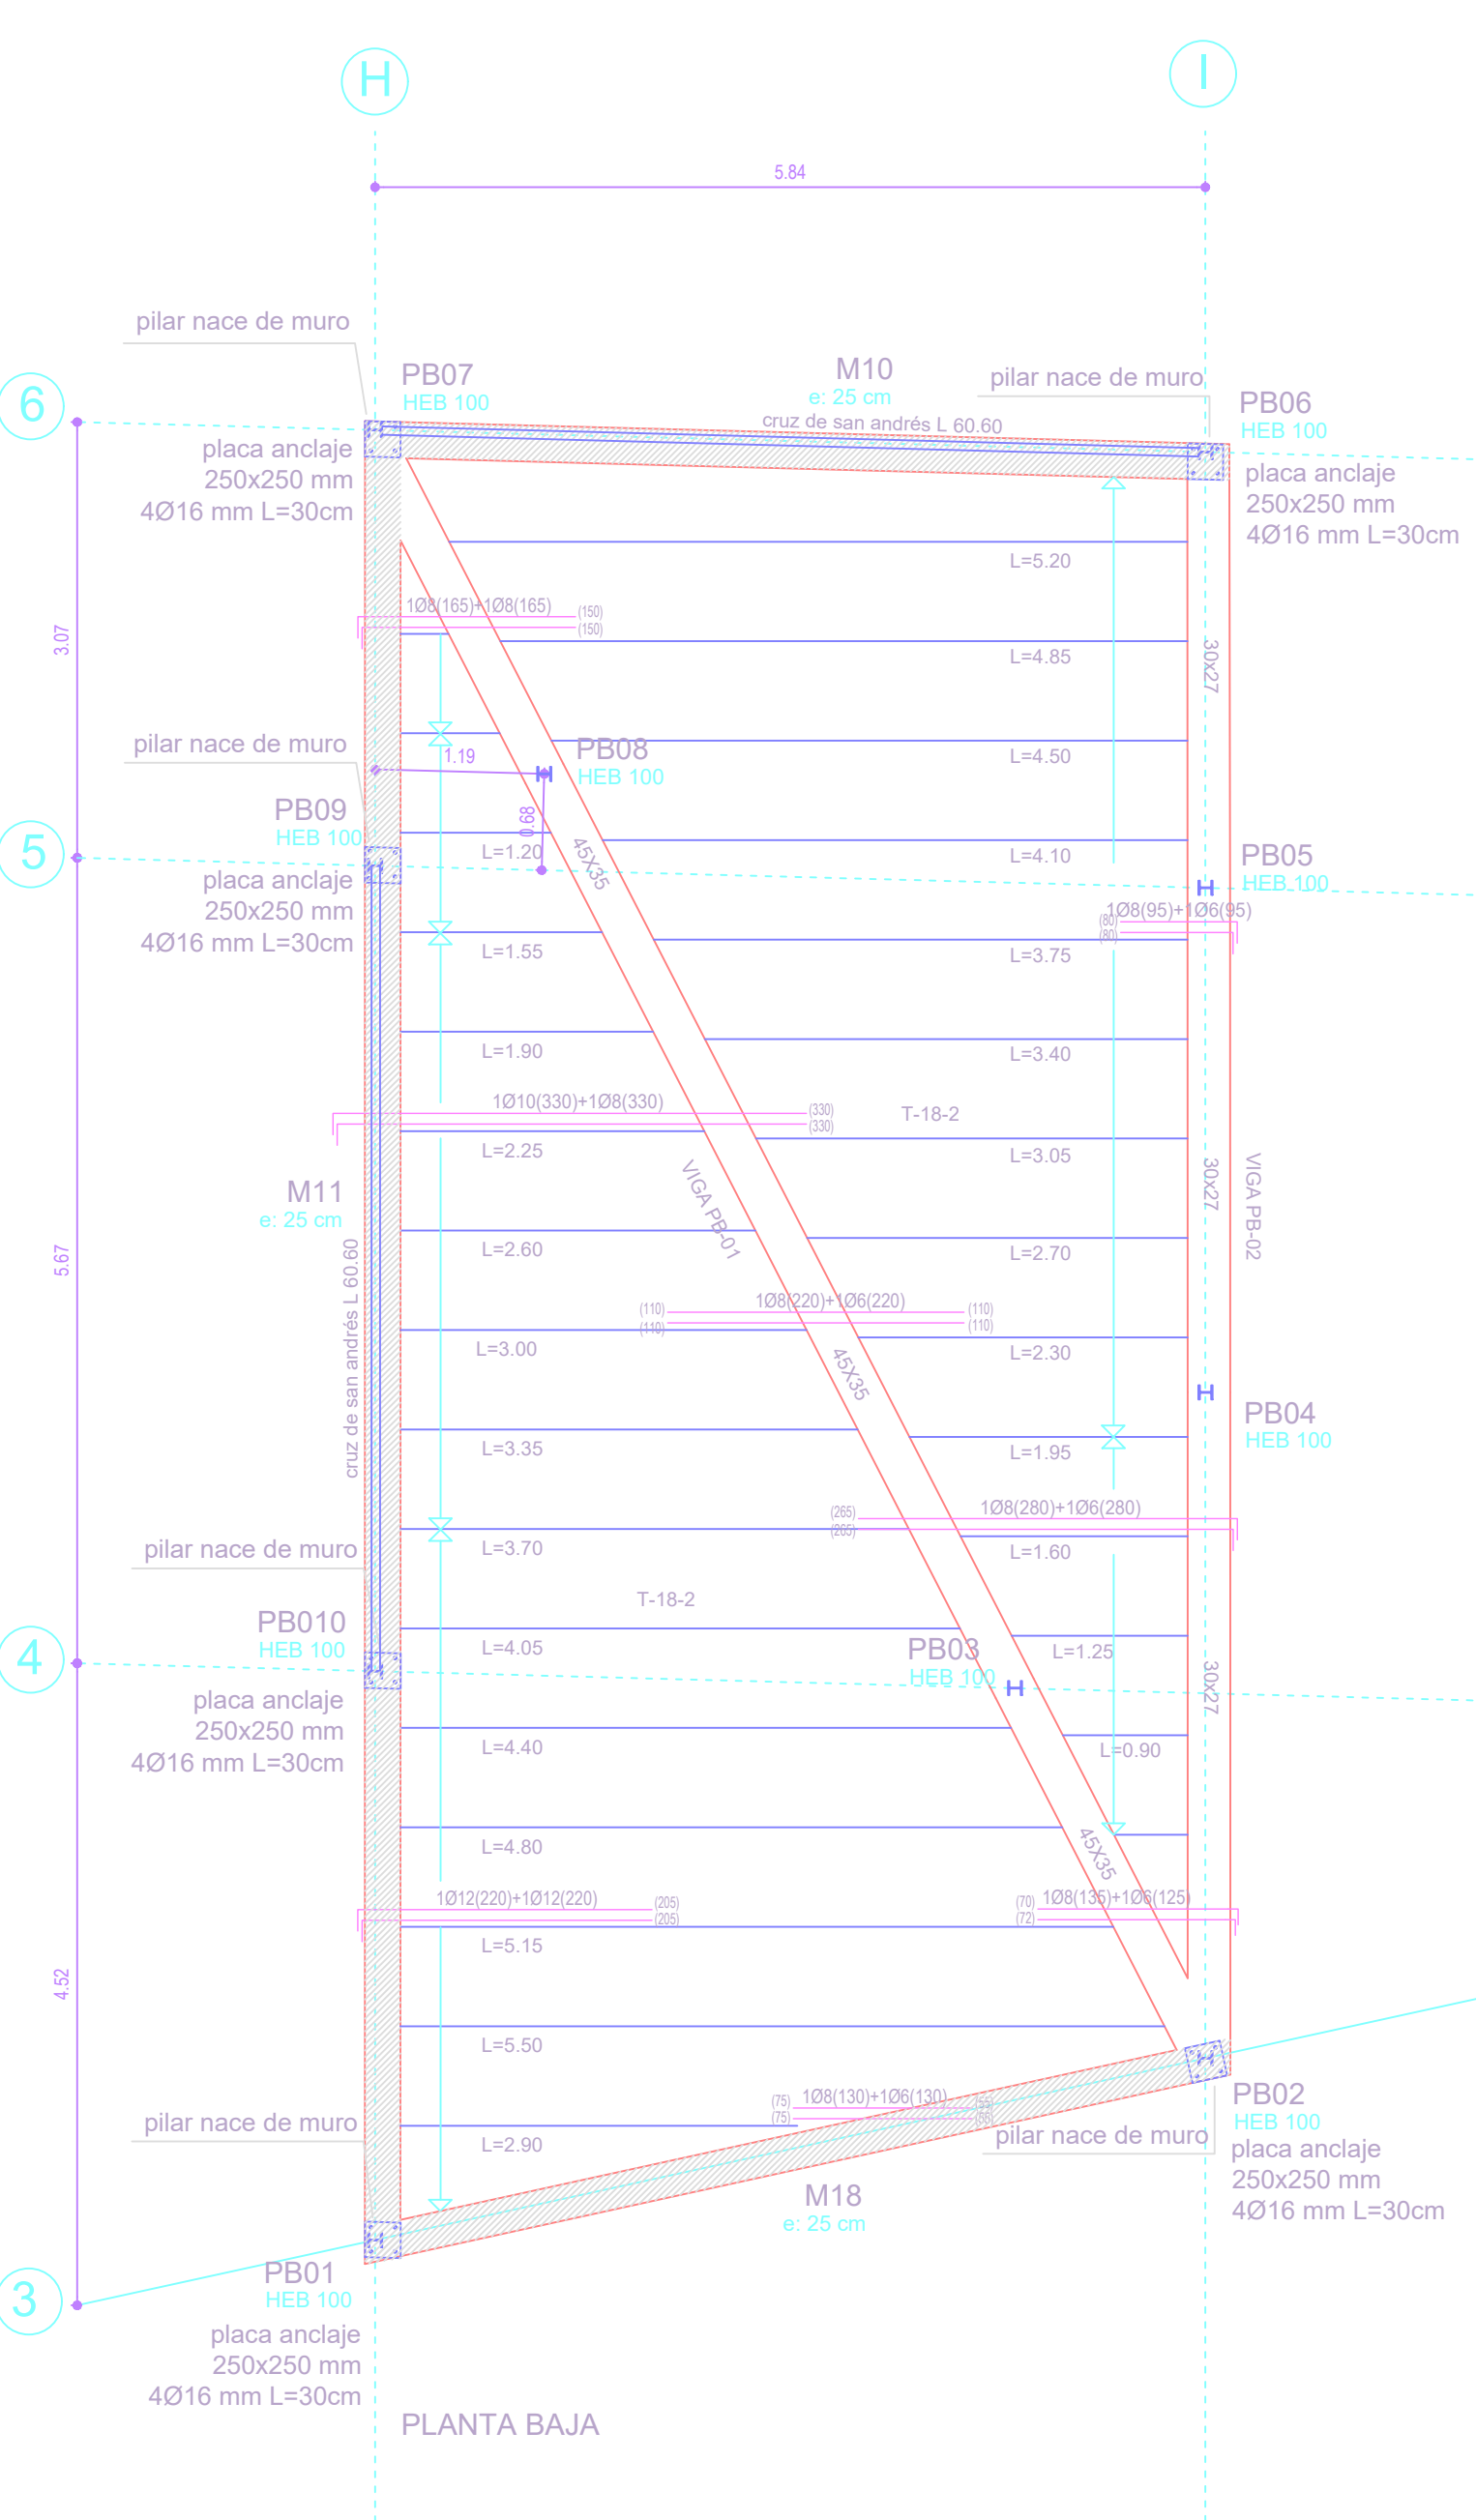 H
I
5.84
pilar nace de muro
PB07
HEB 100
M10
e: 25 cm
cruz de san andrés L 60.60
pilar nace de muro
PB06
HEB 100
6
placa anclaje
250x250 mm
4Ø16 mm L=30cm
placa anclaje
250x250 mm
4Ø16 mm L=30cm
L=5.20
1Ø8(165)+1Ø8(165)
(150)
(150)
3.07
30x27
L=4.85
pilar nace de muro
1.19
PB08
HEB 100
L=4.50
PB09
HEB 100
0.68
5
L=1.20
45X35
L=4.10
PB05
HEB 100
placa anclaje
250x250 mm
4Ø16 mm L=30cm
1Ø8(95)+1Ø6(95)
(80)
(80)
L=1.55
L=3.75
L=1.90
L=3.40
1Ø10(330)+1Ø8(330)
(330)
(330)
T-18-2
L=2.25
L=3.05
M11
e: 25 cm
VIGA PB-01
30x27
VIGA PB-02
5.67
L=2.60
L=2.70
cruz de san andrés L 60.60
1Ø8(220)+1Ø6(220)
(110)
(110)
(110)
(110)
L=3.00
45X35
L=2.30
PB04
HEB 100
L=3.35
L=1.95
1Ø8(280)+1Ø6(280)
(265)
(265)
pilar nace de muro
L=3.70
L=1.60
T-18-2
PB010
HEB 100
L=4.05
PB03
HEB 100
L=1.25
4
30x27
placa anclaje
250x250 mm
4Ø16 mm L=30cm
L=4.40
L=0.90
L=4.80
45X35
1Ø12(220)+1Ø12(220)
(205)
(205)
1Ø8(135)+1Ø6(125)
(70)
(72)
L=5.15
4.52
L=5.50
1Ø8(130)+1Ø6(130)
(75)
(75)
(55)
(55)
pilar nace de muro
L=2.90
pilar nace de muro
PB02
HEB 100
placa anclaje
250x250 mm
4Ø16 mm L=30cm
M18
e: 25 cm
3
PB01
HEB 100
placa anclaje
250x250 mm
4Ø16 mm L=30cm
PLANTA BAJA